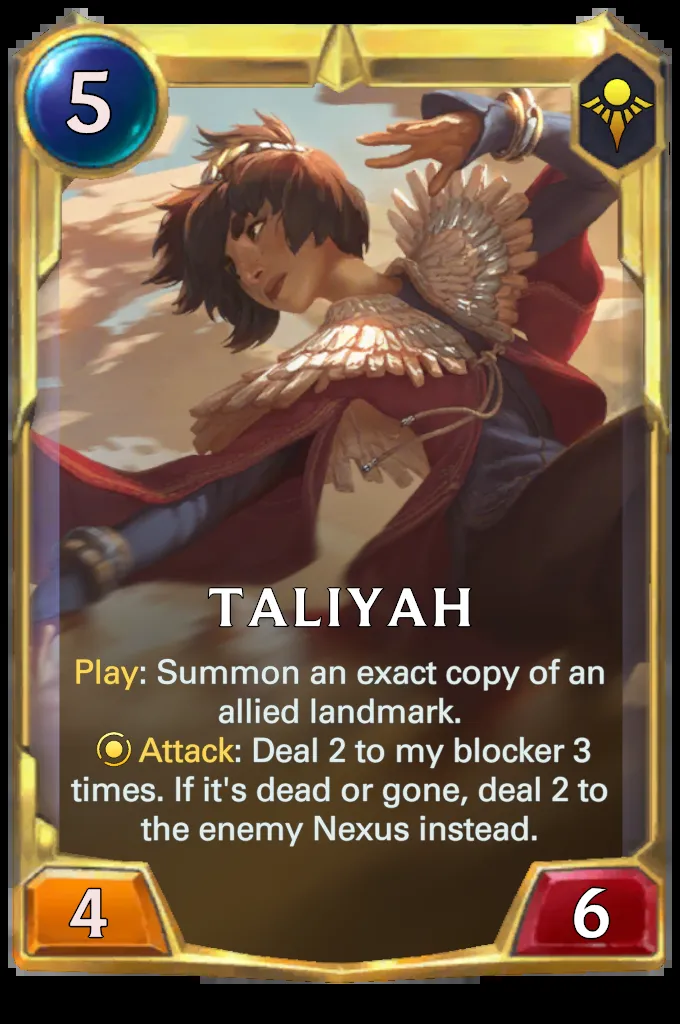 5
TALIYAH
Play: Summon an exact copy of an
allied landmark.
Attack: Deal 2 to my blocker 3
times. If it's dead or gone, deal 2 to
the enemy Nexus instead.
4
6